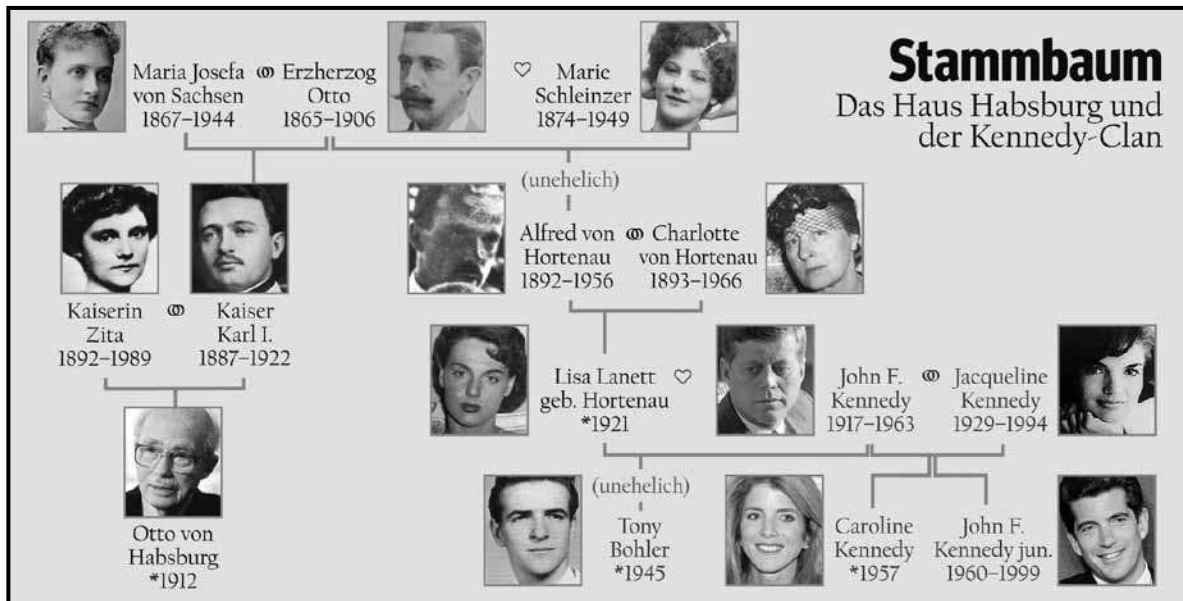 Stammbaum
Das Haus Habsburg und
der Kennedy-Clan
Maria Josefa
von Sachsen
1867–1944
Erzherzog
Otto
1865–1906
Marie
Schleinzer
1874–1949
(unehelich)
Kaiserin
Zita
1892–1989
Kaiser
Karl I.
1887–1922
Alfred von
Hortenau
1892–1956
Charlotte
von Hortenau
1893–1966
Lisa Lanett
geb. Hortenau
*1921
John F.
Kennedy
1917–1963
Jacqueline
Kennedy
1929–1994
Otto von
Habsburg
*1912
(unehelich)
Tony
Bohler
*1945
Caroline
Kennedy
*1957
John F.
Kennedy jun.
1960–1999